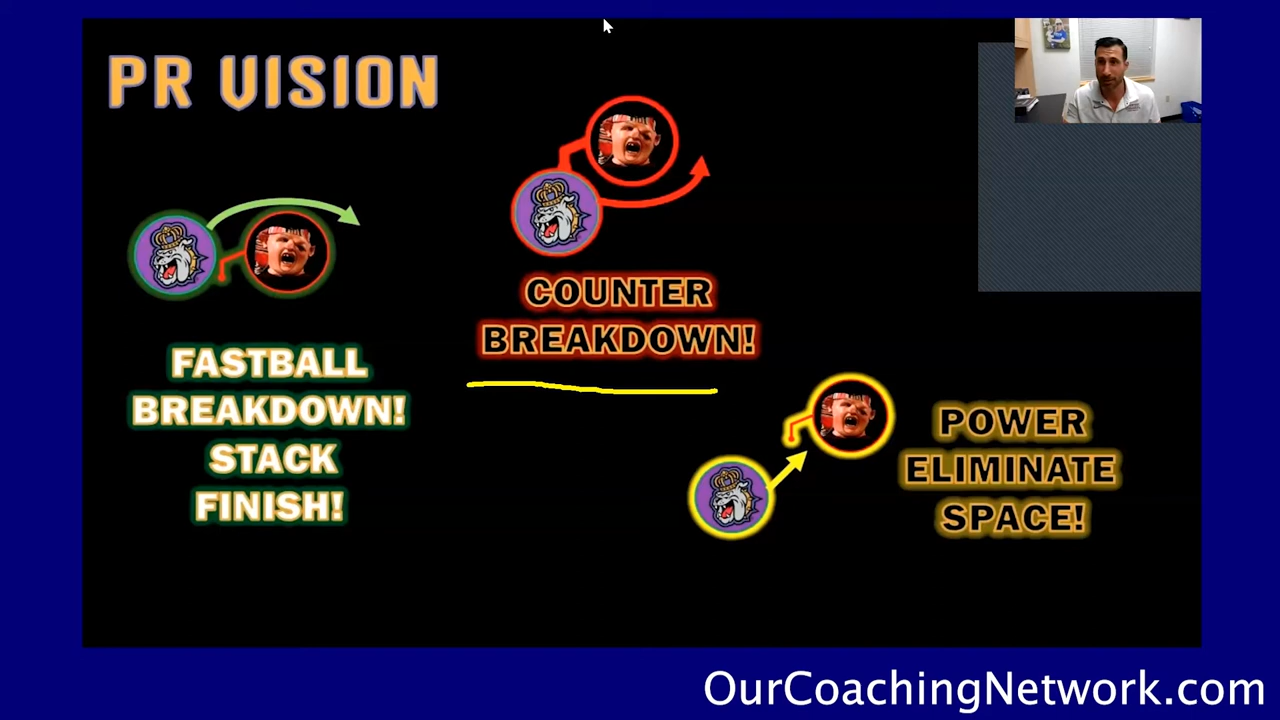 PR VISION
FASTBALL
BREAKDOWN!
STACK
FINISH!
COUNTER
BREAKDOWN!
POWER
ELIMINATE
SPACE!
OurCoachingNetwork.com